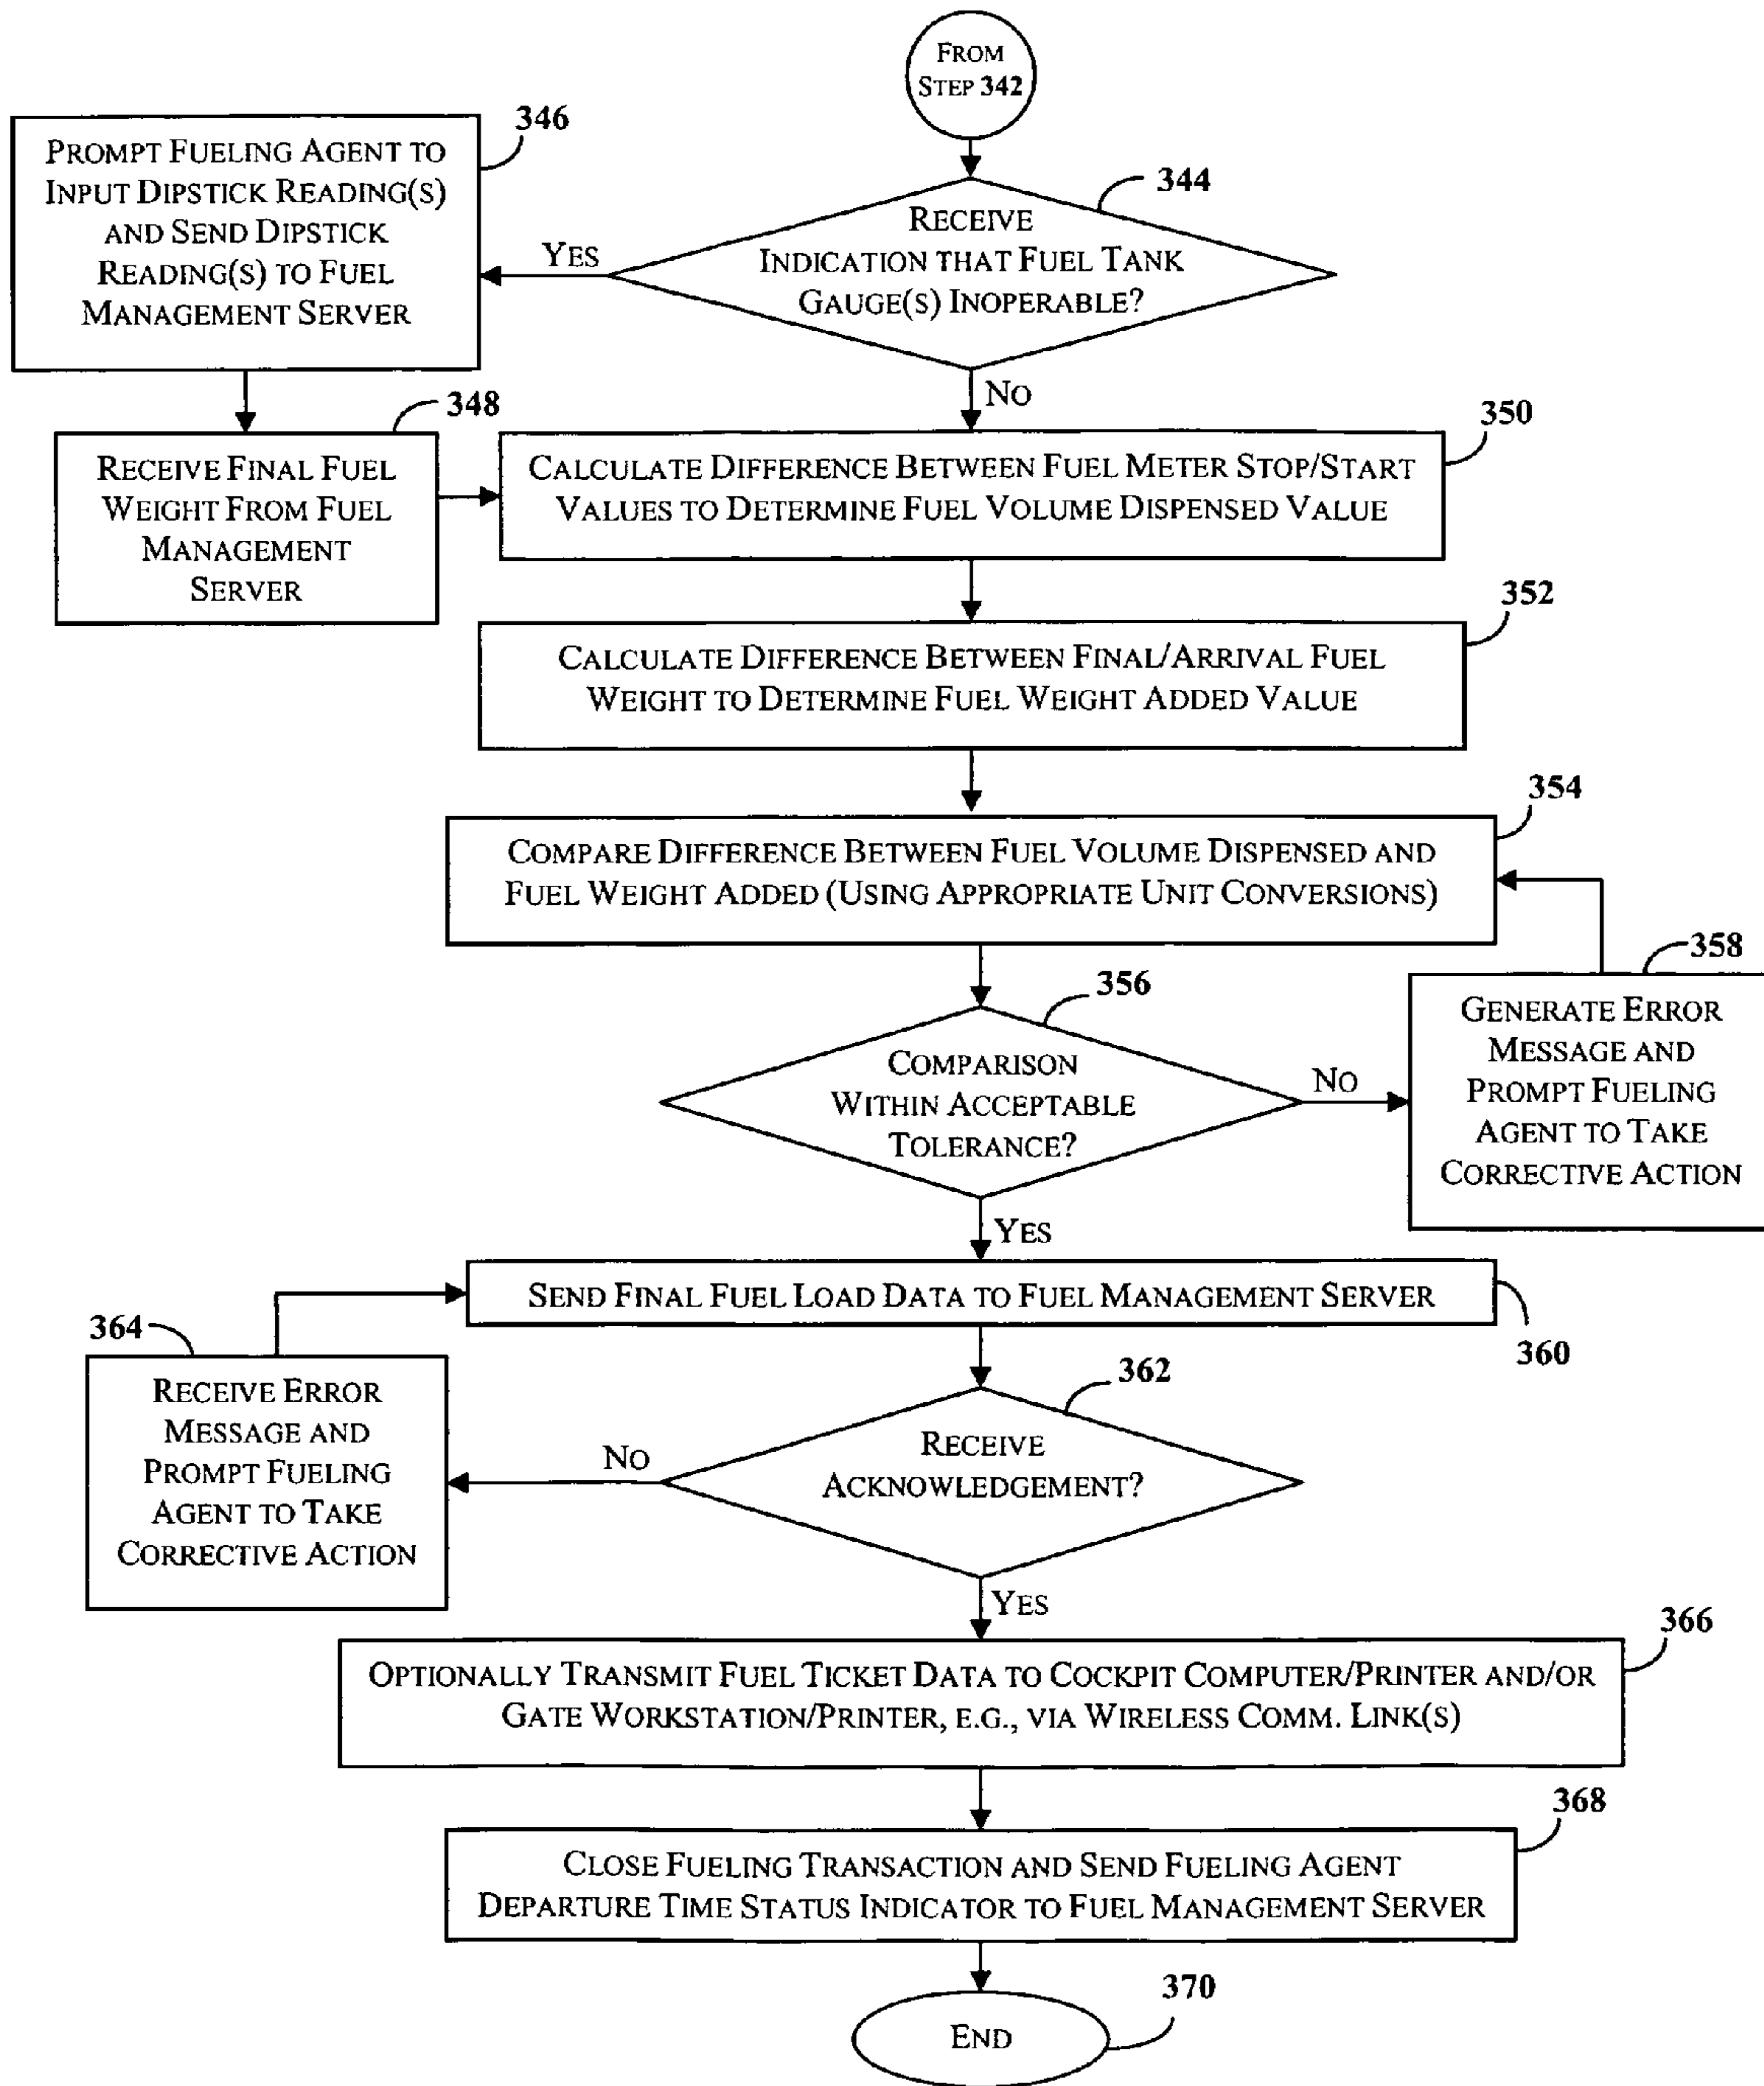 FROM
STEP 342
346
PROMPT FUELING AGENT TO
INPUT DIPSTICK READING(S)
AND SEND DIPSTICK
READING(S) TO FUEL
MANAGEMENT SERVER
344
RECEIVE
INDICATION THAT FUEL TANK
GAUGE(S) INOPERABLE?
YES
NO
348
RECEIVE FINAL FUEL
WEIGHT FROM FUEL
MANAGEMENT
SERVER
350
CALCULATE DIFFERENCE BETWEEN FUEL METER STOP/START
VALUES TO DETERMINE FUEL VOLUME DISPENSED VALUE
352
CALCULATE DIFFERENCE BETWEEN FINAL/ARRIVAL FUEL
WEIGHT TO DETERMINE FUEL WEIGHT ADDED VALUE
354
COMPARE DIFFERENCE BETWEEN FUEL VOLUME DISPENSED AND
FUEL WEIGHT ADDED (USING APPROPRIATE UNIT CONVERSIONS)
356
COMPARISON
WITHIN ACCEPTABLE
TOLERANCE?
NO
YES
358
GENERATE ERROR
MESSAGE AND
PROMPT FUELING
AGENT TO TAKE
CORRECTIVE ACTION
SEND FINAL FUEL LOAD DATA TO FUEL MANAGEMENT SERVER
360
364
RECEIVE ERROR
MESSAGE AND
PROMPT FUELING
AGENT TO TAKE
CORRECTIVE ACTION
362
RECEIVE
ACKNOWLEDGEMENT?
NO
YES
366
OPTIONALLY TRANSMIT FUEL TICKET DATA TO COCKPIT COMPUTER/PRINTER AND/OR
GATE WORKSTATION/PRINTER, E.G., VIA WIRELESS COMM. LINK(S)
368
CLOSE FUELING TRANSACTION AND SEND FUELING AGENT
DEPARTURE TIME STATUS INDICATOR TO FUEL MANAGEMENT SERVER
370
END